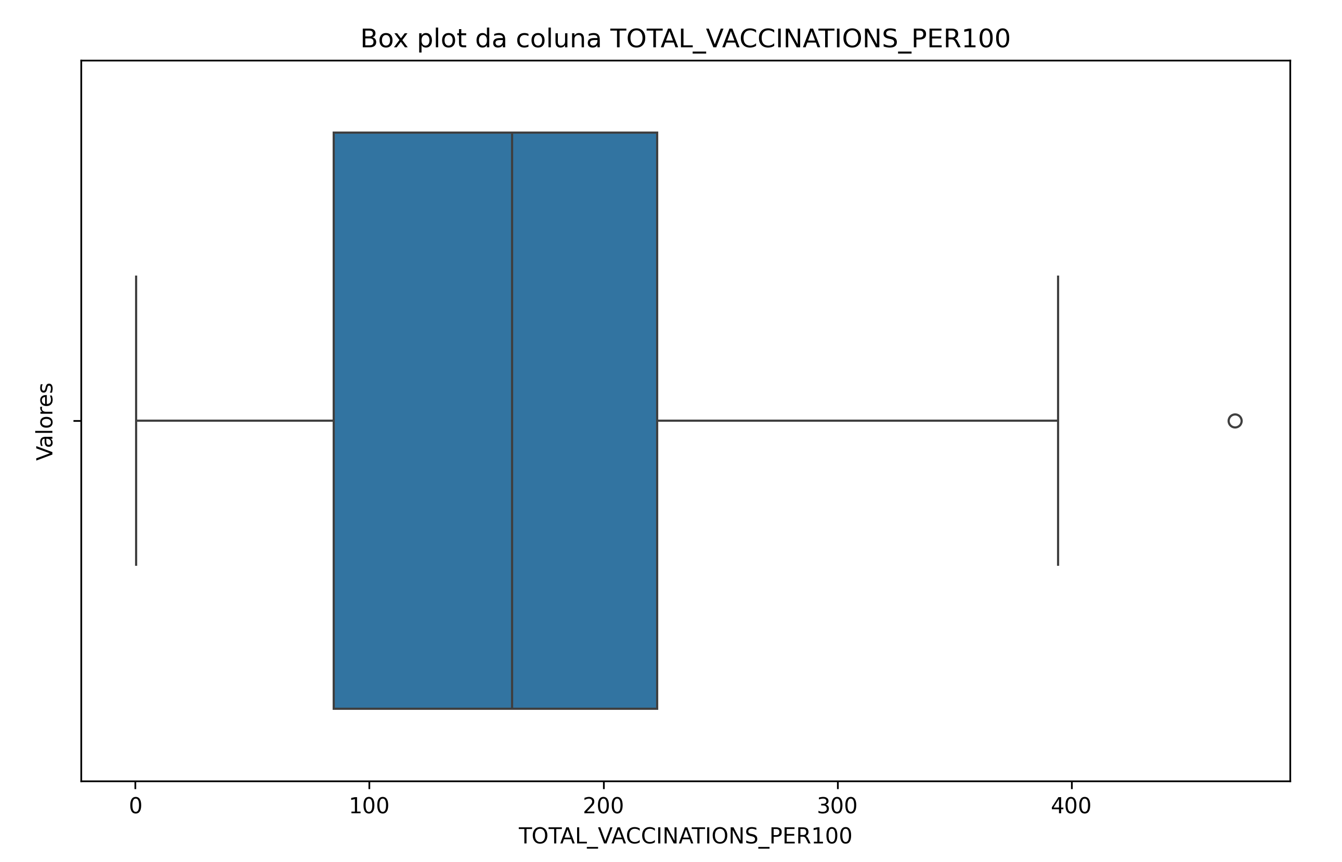 Box plot da coluna TOTAL_VACCINATIONS_PER100
Valores
0 100 200 300 400
TOTAL_VACCINATIONS_PER100